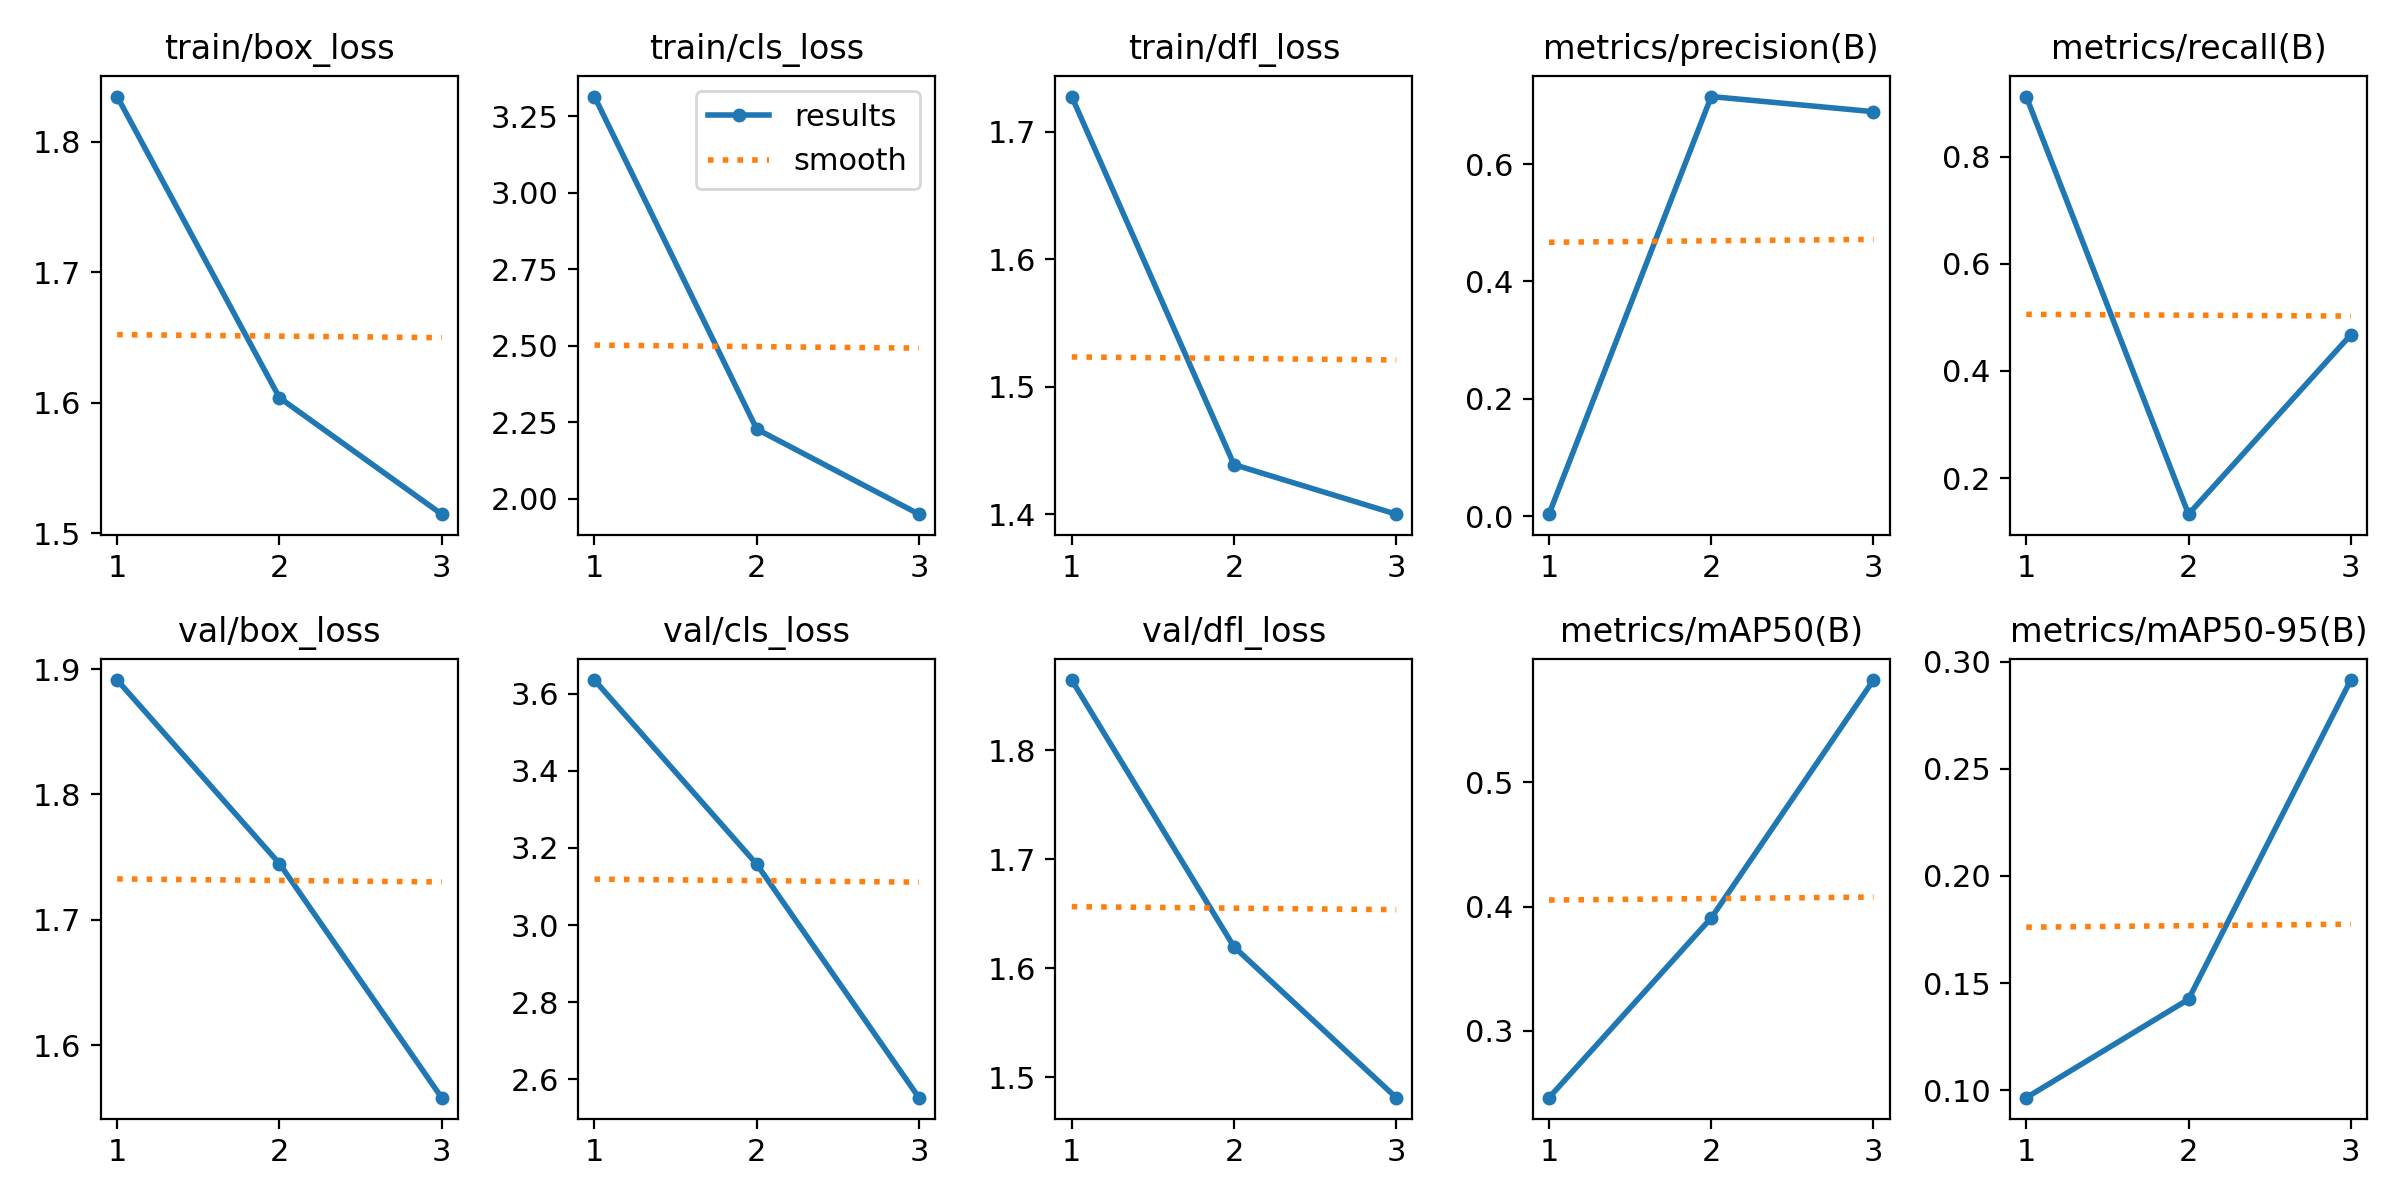 train/box_loss
1.8
1.7
1.6
1.5
1 2 3
train/cls_loss
results
smooth
3.25
3.00
2.75
2.50
2.25
2.00
1 2 3
train/dfl_loss
1.7
1.6
1.5
1.4
1 2 3
metrics/precision(B)
0.6
0.4
0.2
0.0
1 2 3
metrics/recall(B)
0.8
0.6
0.4
0.2
1 2 3
val/box_loss
1.9
1.8
1.7
1.6
1 2 3
val/cls_loss
3.6
3.4
3.2
3.0
2.8
2.6
1 2 3
val/dfl_loss
1.8
1.7
1.6
1.5
1 2 3
metrics/mAP50(B)
0.5
0.4
0.3
1 2 3
metrics/mAP50-95(B)
0.30
0.25
0.20
0.15
0.10
1 2 3